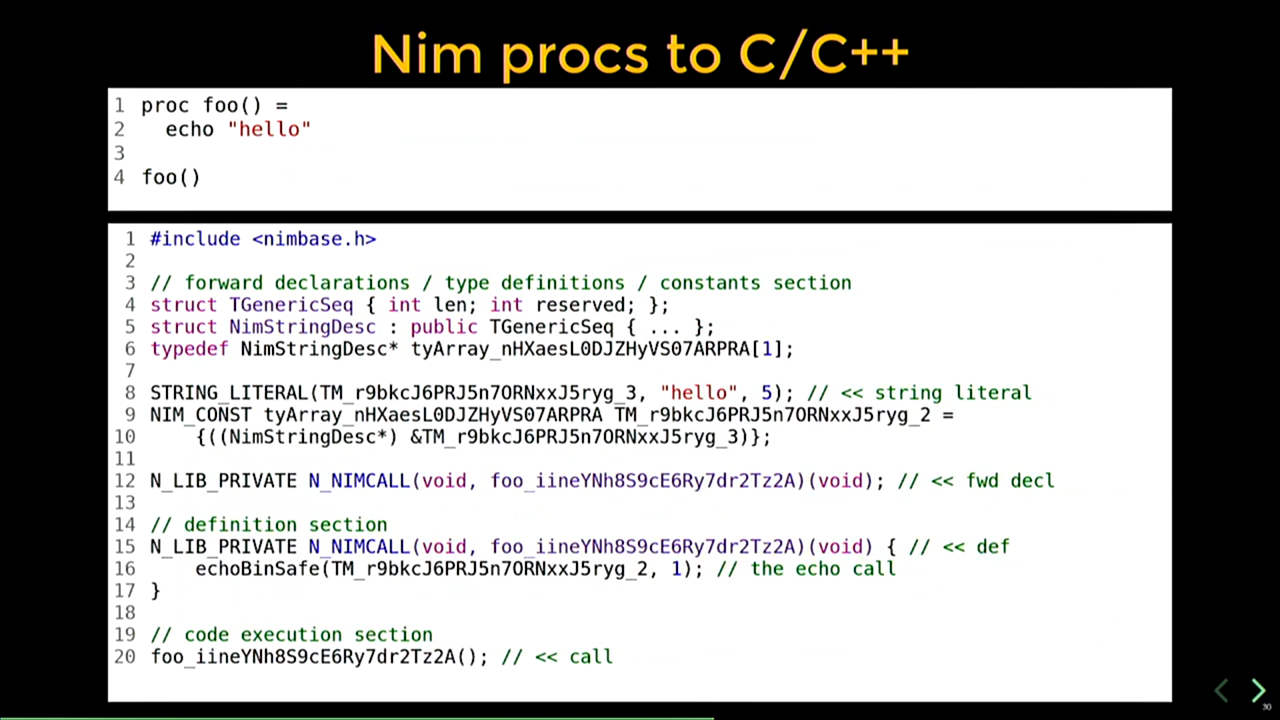 Nim procs to C/C++
1 proc foo() =
2   echo "hello"
3
4 foo()
1 #include <nimbase.h>
2
3 // forward declarations / type definitions / constants section
4 struct TGenericSeq { int len; int reserved; };
5 struct NimStringDesc : public TGenericSeq { ... };
6 typedef NimStringDesc* tyArray_nHXaesL0DJZHyVS07ARPRA[1];
7
8 STRING_LITERAL(TM_r9bkcJ6PRJ5n7ORNxxJ5ryg_3, "hello", 5); // << string literal
9 NIM_CONST tyArray_nHXaesL0DJZHyVS07ARPRA TM_r9bkcJ6PRJ5n7ORNxxJ5ryg_2 =
10     {((NimStringDesc*) &TM_r9bkcJ6PRJ5n7ORNxxJ5ryg_3)};
11
12 N_LIB_PRIVATE N_NIMCALL(void, foo_iineYNh8S9cE6Ry7dr2Tz2A)(void); // << fwd decl
13
14 // definition section
15 N_LIB_PRIVATE N_NIMCALL(void, foo_iineYNh8S9cE6Ry7dr2Tz2A)(void) { // << def
16     echoBinSafe(TM_r9bkcJ6PRJ5n7ORNxxJ5ryg_2, 1); // the echo call
17 }
18
19 // code execution section
20 foo_iineYNh8S9cE6Ry7dr2Tz2A(); // << call
30